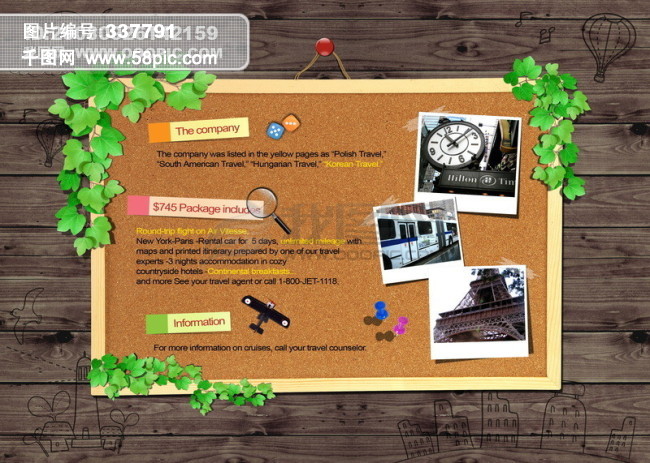 图片编号: 337791
千图网 www.58pic.com
The company
The company was listed in the yellow pages as "Polish Travel,"
"South American Travel," "Hungarian Travel," "Korean Travel."
$745 Package includ
Round-trip flight on Air Vitesse.
New York-Paris -Rental car for 5 days, unlimited mileage with
maps and printed itinerary prepared by one of our travel
experts -3 nights accommodation in cozy
countryside hotels -Continental breakfasts.
and more See your travel agent or call 1-800-JET-1118.
Information
For more information on cruises, call your travel counselor.